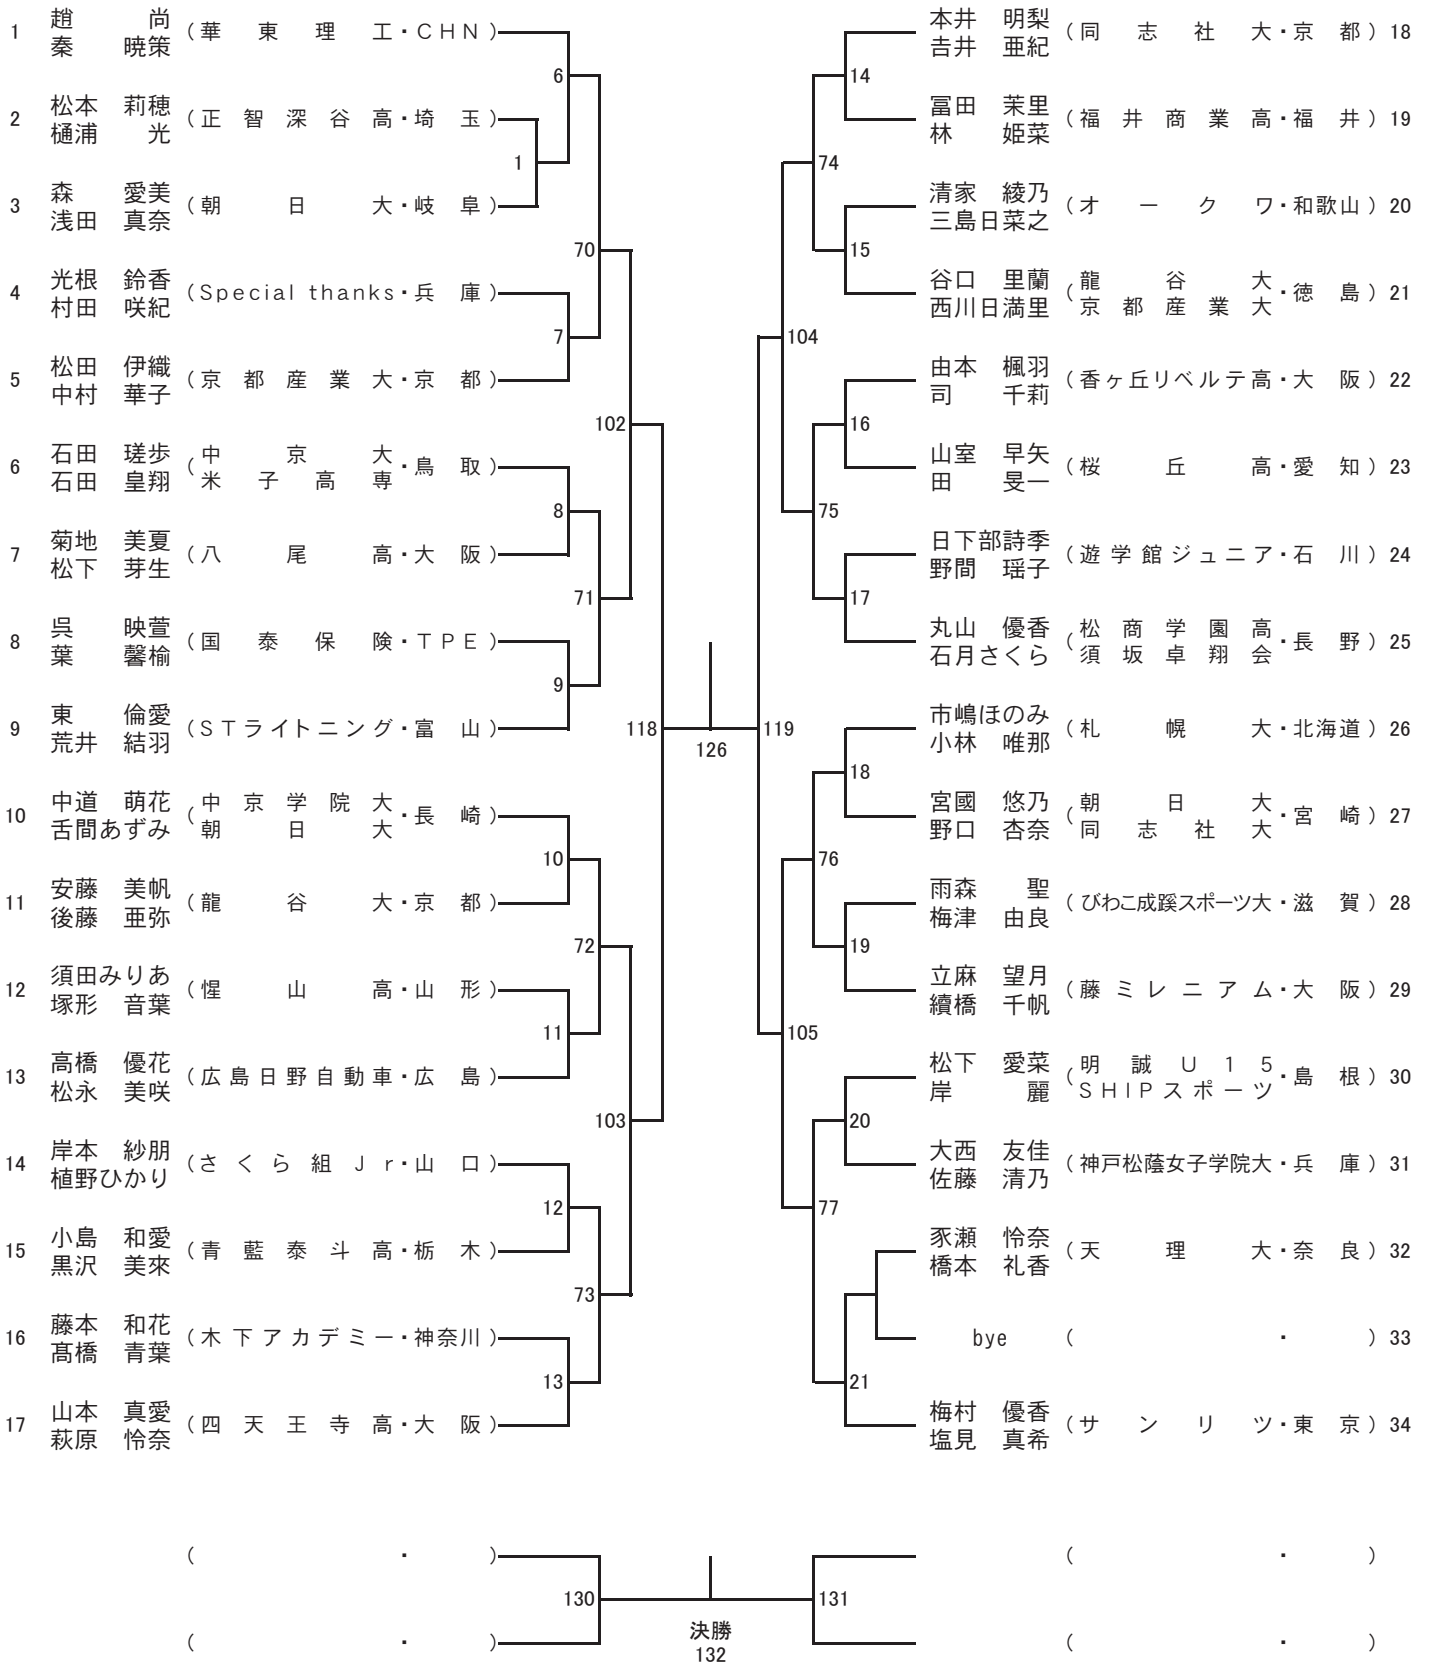 1 趙 尚 (華東理工・CHN)
秦 暁策
2 松本 莉穂 (正智深谷高・埼玉)
樋浦 光
3 森 愛美 (朝日大・岐阜)
浅田 真奈
4 光根 鈴香 (Special thanks・兵庫)
村田 咲紀
5 松田 伊織 (京都産業大・京都)
中村 華子
6 石田 瑳歩 (中京大・鳥取)
石田 皇翔 米子高専
7 菊地 美夏 (八尾高・大阪)
松下 芽生
8 呉 映萱 (国泰保険・TPE)
葉 馨榆
9 東 倫愛 (STライトニング・富山)
荒井 結羽
10 中道 萌花 (中京学院大・長崎)
舌間あずみ 朝日大
11 安藤 美帆 (龍谷大・京都)
後藤 亜弥
12 須田みりあ (惺山高・山形)
塚形 音葉
13 高橋 優花 (広島日野自動車・広島)
松永 美咲
14 岸本 紗朋 (さくら組Jr・山口)
植野ひかり
15 小島 和愛 (青藍泰斗高・栃木)
黒沢 美來
16 藤本 和花 (木下アカデミー・神奈川)
髙橋 青葉
17 山本 真愛 (四天王寺高・大阪)
萩原 怜奈
6
1
70
7
102
8
71
9
118
10
72
11
103
12
73
13
126
本井 明梨 (同志社大・京都) 18
𠮷井 亜紀
冨田 茉里 (福井商業高・福井) 19
林 姫菜
清家 綾乃 (オークワ・和歌山) 20
三島日菜之
谷口 里蘭 (龍谷大・徳島) 21
西川日満里 京都産業大
由本 楓羽 (香ヶ丘リベルテ高・大阪) 22
司 千莉
山室 早矢 (桜丘高・愛知) 23
田 旻一
日下部詩季 (遊学館ジュニア・石川) 24
野間 瑶子
丸山 優香 (松商学園高・長野) 25
石月さくら 須坂卓翔会
市嶋ほのみ (札幌大・北海道) 26
小林 唯那
宮國 悠乃 (朝日大・宮崎) 27
野口 杏奈 同志社大
雨森 聖 (びわこ成蹊スポーツ大・滋賀) 28
梅津 由良
立麻 望月 (藤ミレニアム・大阪) 29
續橋 千帆
松下 愛菜 (明誠U15・島根) 30
岸 麗 SHIPスポーツ
大西 友佳 (神戸松蔭女子学院大・兵庫) 31
佐藤 清乃
豕瀬 怜奈 (天理大・奈良) 32
橋本 礼香
bye (・) 33
梅村 優香 (サンリツ・東京) 34
塩見 真希
14
74
15
104
16
75
17
119
18
76
19
105
20
77
21
(・)
(・)
130
決勝
132
131
(・)
(・)